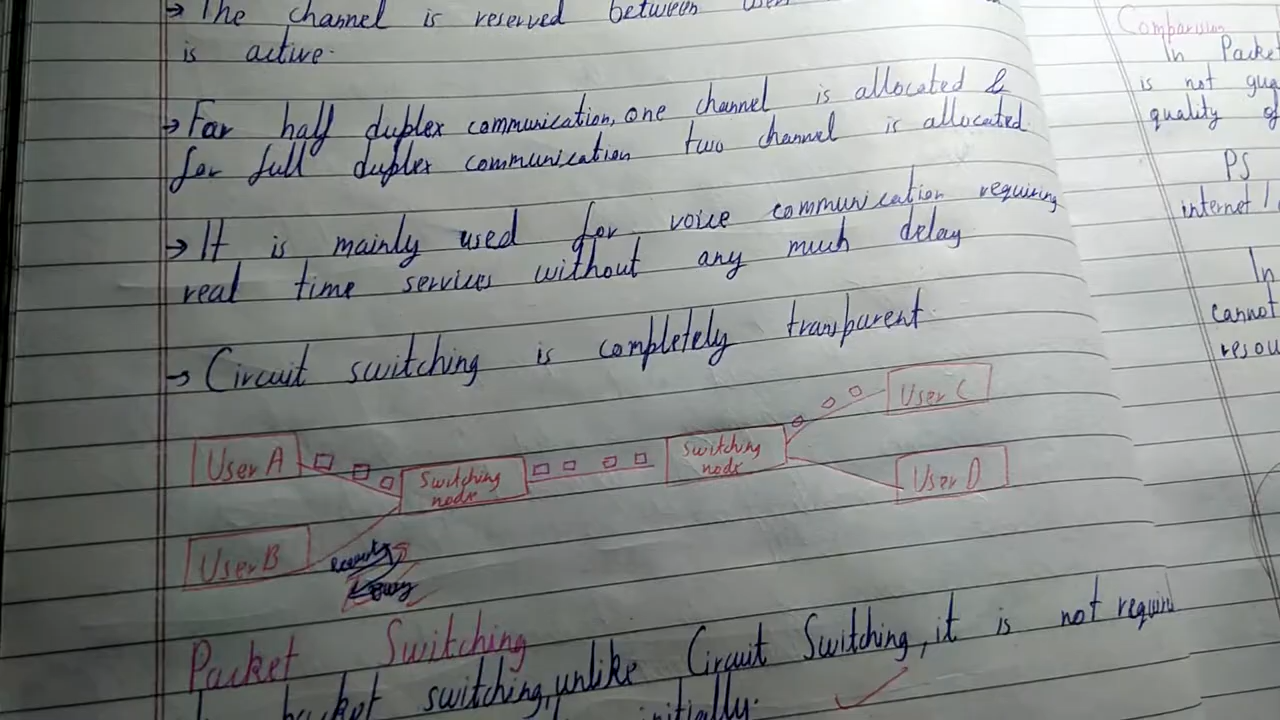 → The channel is reserved between
is active.
→ For half duplex communication, one channel is allocated &
for full duplex communication two channel is allocated.
→ It is mainly used for voice communication requiring
real time services without any much delay
→ Circuit switching is completely transparent.
User A
Switching
node
Switching
node
User C
User D
User B
Packet Switching
packet switching, unlike Circuit Switching, it is not
initially.
Comparison
In Packet
is not
quality of
PS
internet
In
cannot